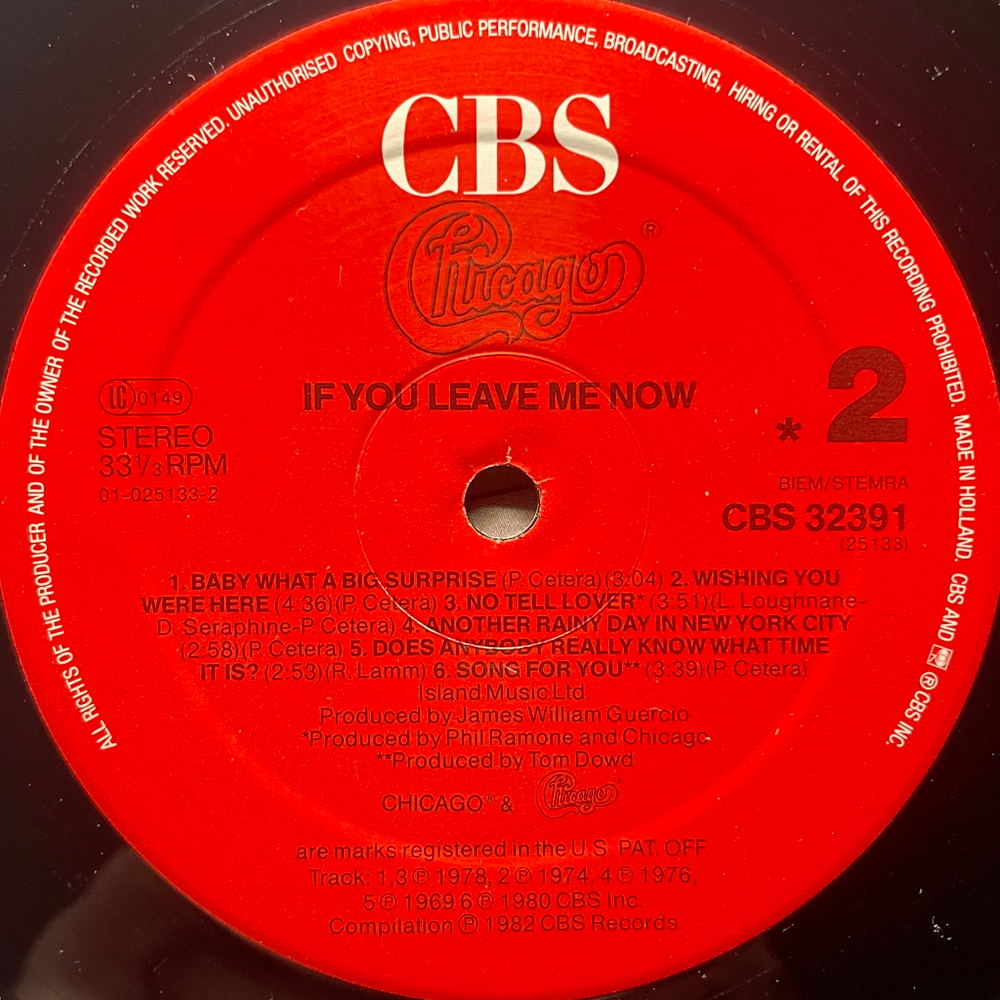 ALL RIGHTS OF THE PRODUCER AND OF THE OWNER OF THE RECORDED WORK RESERVED. UNAUTHORISED COPYING, PUBLIC PERFORMANCE, BROADCASTING, HIRING OR RENTAL OF THIS RECORDING PROHIBITED. MADE IN HOLLAND. CBS AND ℗ CBS INC.
CBS
Chicago ®
IF YOU LEAVE ME NOW
LC 0149
STEREO
33 1/3 RPM
01-025133-2
* 2
BIEM/STEMRA
CBS 32391
(25133)
1. BABY WHAT A BIG SURPRISE (P. Cetera)(3:04) 2. WISHING YOU
WERE HERE (4:36)(P. Cetera) 3. NO TELL LOVER* (3:51)(L. Loughnane-
D. Seraphine-P. Cetera) 4. ANOTHER RAINY DAY IN NEW YORK CITY
(2:58)(P. Cetera) 5. DOES ANYBODY REALLY KNOW WHAT TIME
IT IS? (2:53)(R. Lamm) 6. SONG FOR YOU** (3:39)(P. Cetera)
Island Music Ltd.
Produced by James William Guercio
*Produced by Phil Ramone and Chicago.
**Produced by Tom Dowd
CHICAGO® & Chicago®
are marks registered in the U.S. PAT. OFF.
Track: 1,3 ℗ 1978, 2 ℗ 1974, 4 ℗ 1976,
5 ℗ 1969 6 ℗ 1980 CBS Inc.
Compilation ℗ 1982 CBS Records